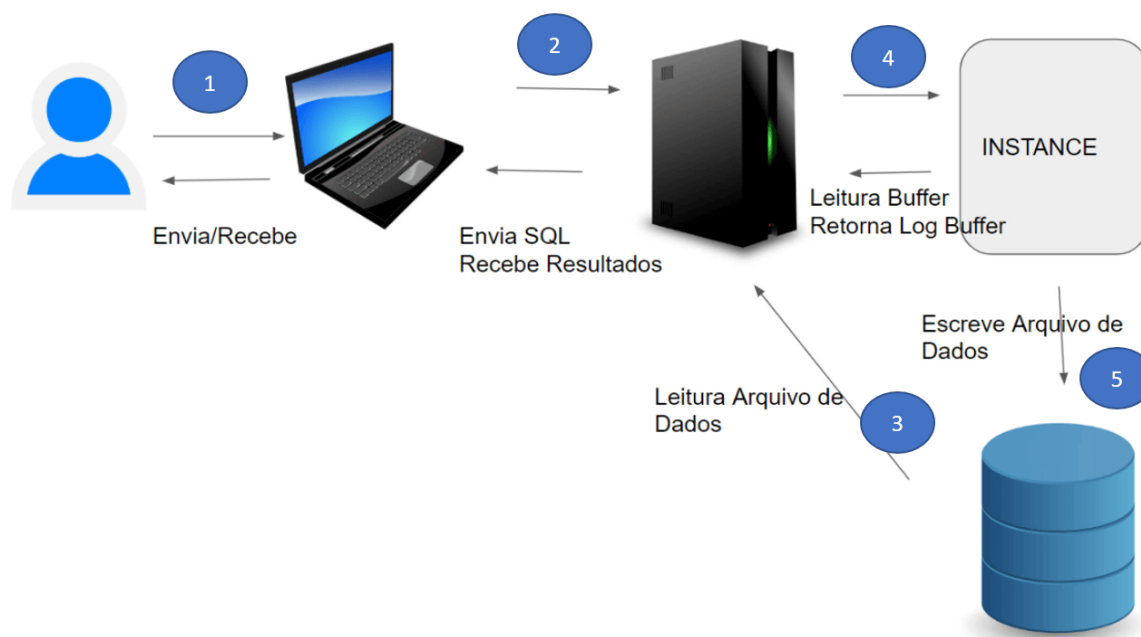 1
2
4
INSTANCE
Leitura Buffer
Retorna Log Buffer
Envia/Recebe
Envia SQL
Recebe Resultados
Escreve Arquivo de
Dados
5
Leitura Arquivo de
Dados
3